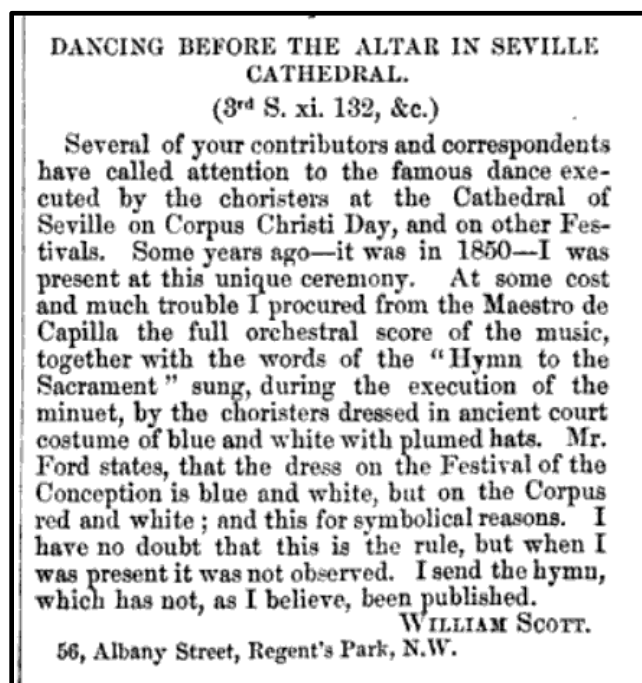 DANCING BEFORE THE ALTAR IN SEVILLE
CATHEDRAL.
(3rd S. xi. 132, &c.)
Several of your contributors and correspondents
have called attention to the famous dance exe-
cuted by the choristers at the Cathedral of
Seville on Corpus Christi Day, and on other Fes-
tivals. Some years ago—it was in 1850—I was
present at this unique ceremony. At some cost
and much trouble I procured from the Maestro de
Capilla the full orchestral score of the music,
together with the words of the “Hymn to the
Sacrament” sung, during the execution of the
minuet, by the choristers dressed in ancient court
costume of blue and white with plumed hats. Mr.
Ford states, that the dress on the Festival of the
Conception is blue and white, but on the Corpus
red and white; and this for symbolical reasons. I
have no doubt that this is the rule, but when I
was present it was not observed. I send the hymn,
which has not, as I believe, been published.
WILLIAM SCOTT.
56, Albany Street, Regent's Park, N.W.